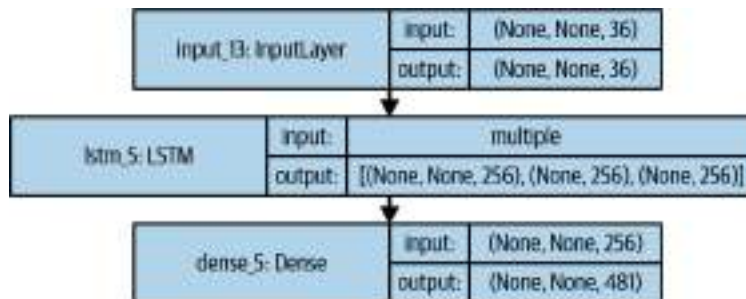 input_13: InputLayer
input: (None, None, 36)
output: (None, None, 36)
lstm_5: LSTM
input: multiple
output: [(None, None, 256), (None, 256), (None, 256)]
dense_5: Dense
input: (None, None, 256)
output: (None, None, 481)